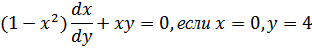 (1 − x²) dx/dy + xy = 0, если x = 0, y = 4